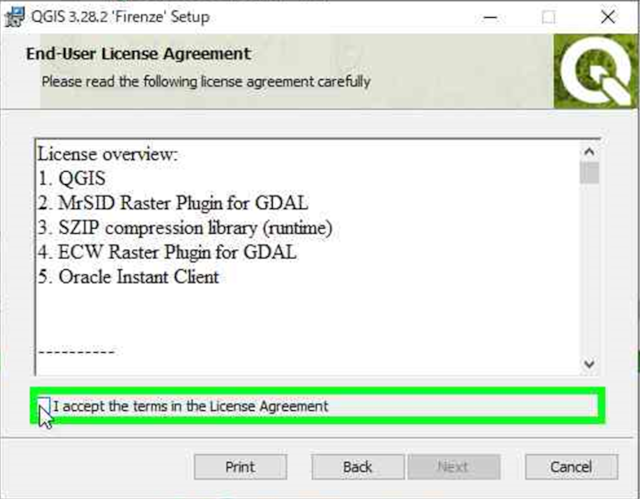 QGIS 3.28.2 'Firenze' Setup
End-User License Agreement
Please read the following license agreement carefully
License overview:
1. QGIS
2. MrSID Raster Plugin for GDAL
3. SZIP compression library (runtime)
4. ECW Raster Plugin for GDAL
5. Oracle Instant Client
----------
I accept the terms in the License Agreement
Print
Back
Next
Cancel